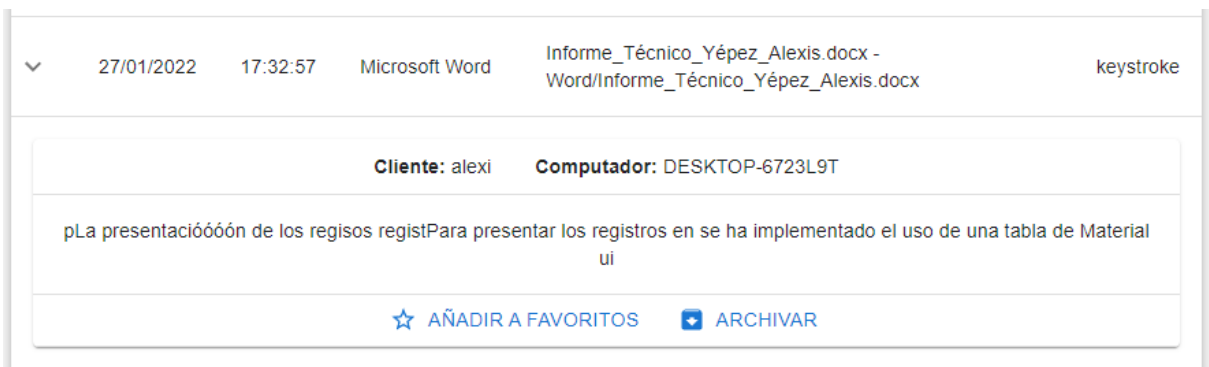 27/01/2022 17:32:57 Microsoft Word Informe_Técnico_Yépez_Alexis.docx - Word/Informe_Técnico_Yépez_Alexis.docx keystroke
Cliente: alexi Computador: DESKTOP-6723L9T
pLa presentacióóóón de los regisos registPara presentar los registros en se ha implementado el uso de una tabla de Material
ui
AÑADIR A FAVORITOS ARCHIVAR